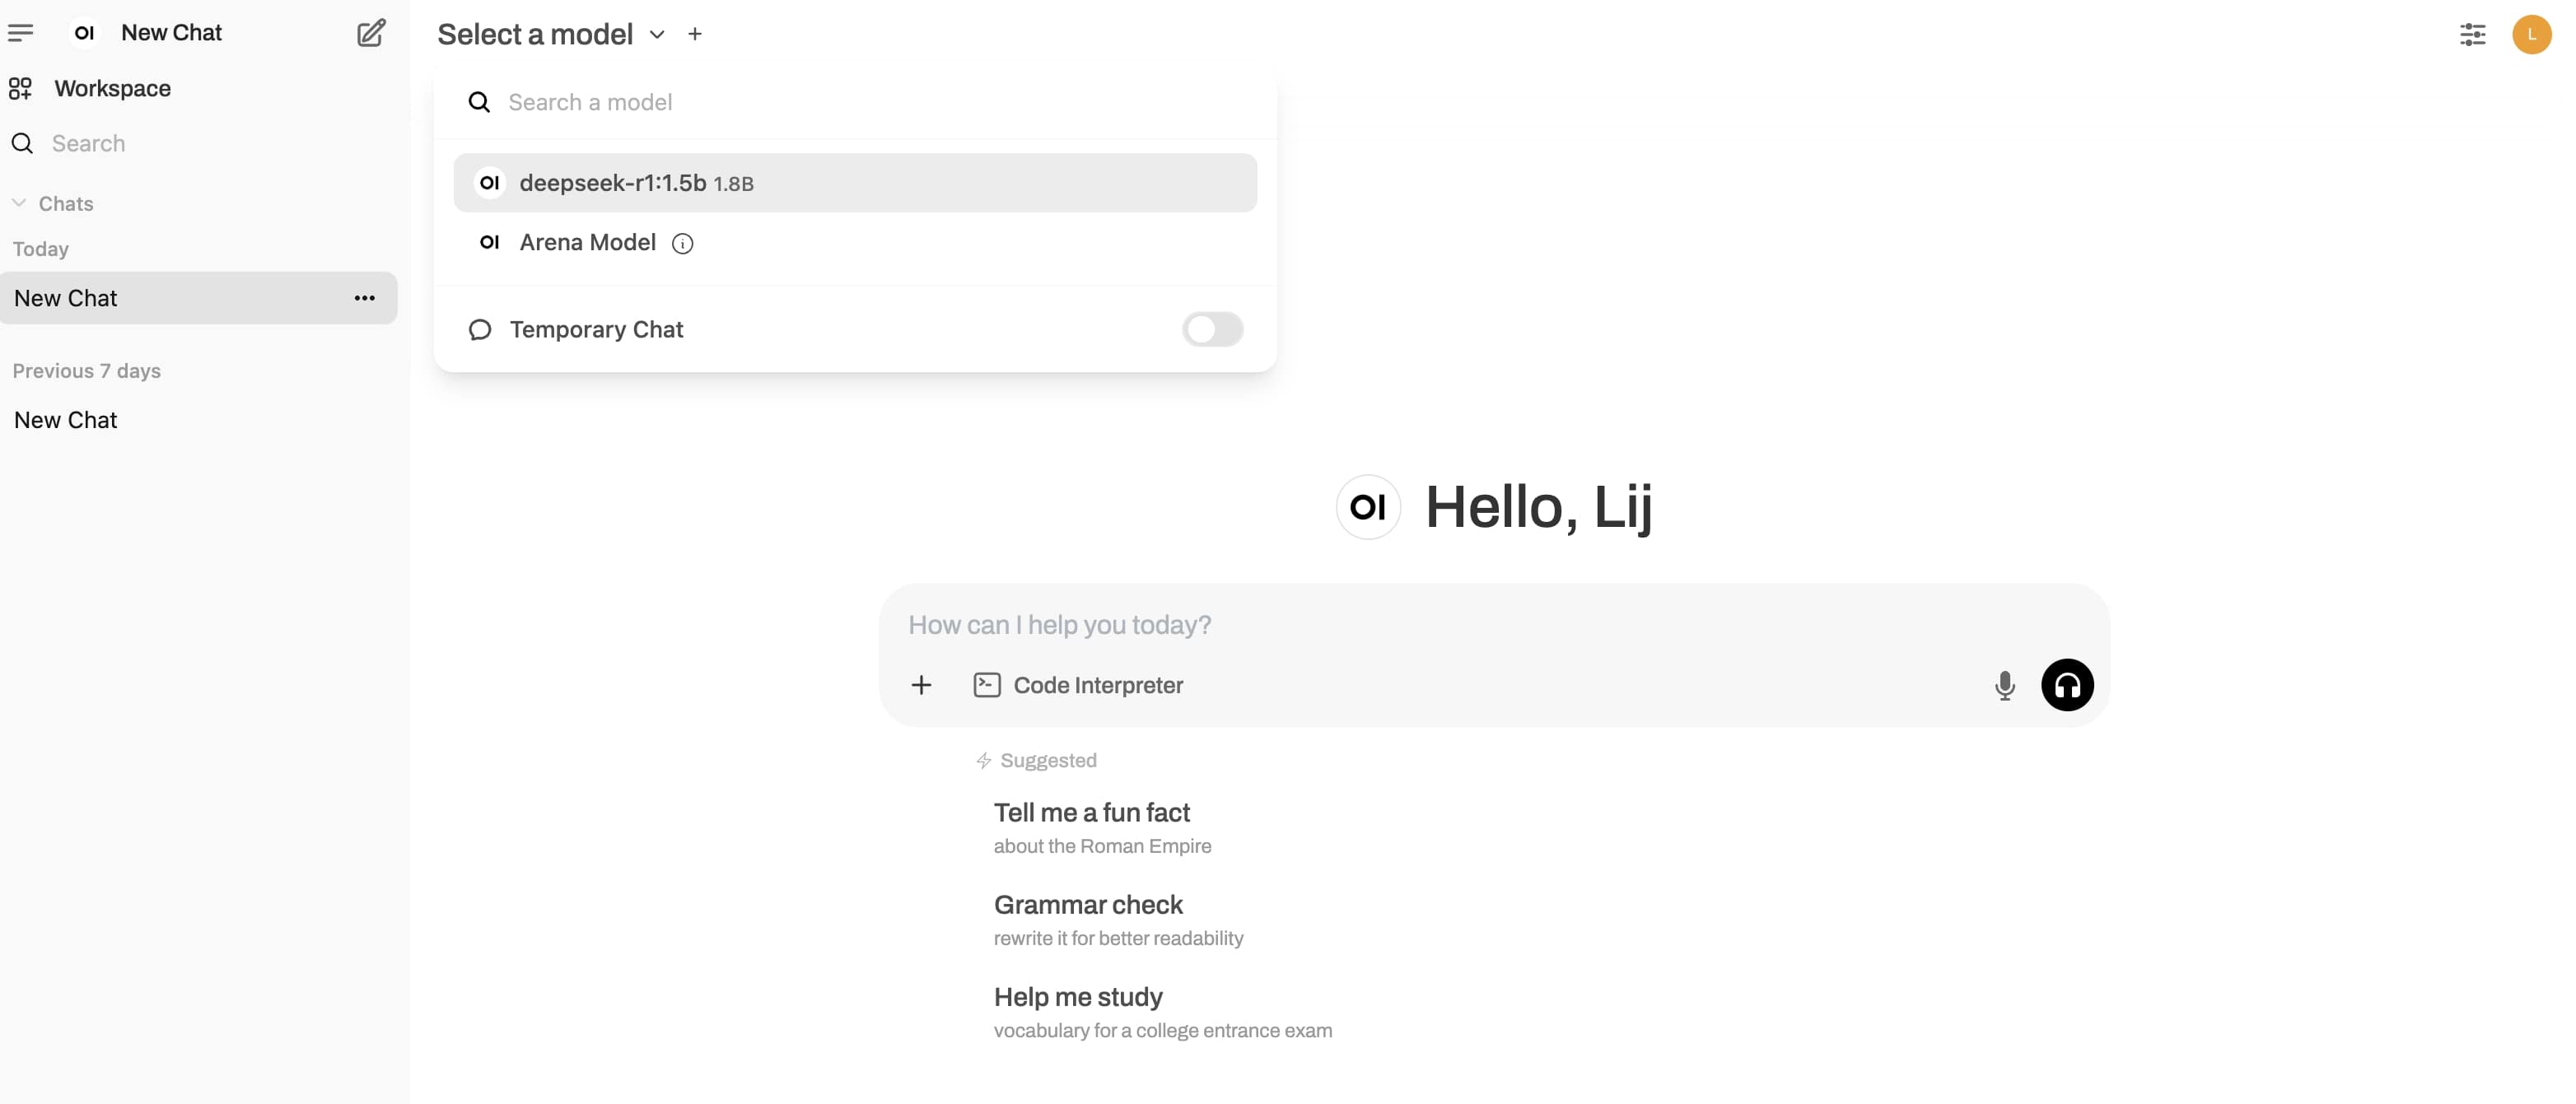 OI New Chat
Workspace
Search
Chats
Today
New Chat
Previous 7 days
New Chat
Select a model
L
Search a model
OI deepseek-r1:1.5b 1.8B
OI Arena Model
Temporary Chat
OI Hello, Lij
How can I help you today?
Code Interpreter
Suggested
Tell me a fun fact
about the Roman Empire
Grammar check
rewrite it for better readability
Help me study
vocabulary for a college entrance exam